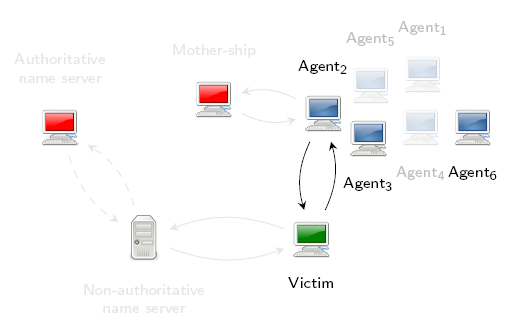 Agent1
Agent5
Mother-ship
Authoritative
name server
Agent2
Agent4
Agent6
Agent3
Victim
Non-authoritative
name server